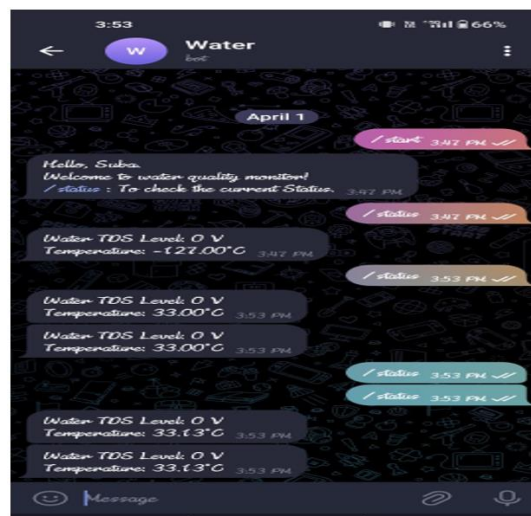 3:53
66%
W
Water
bot
April 1
/start 3:47 PM
Hello, Suba.
Welcome to water quality monitor!
/status : To check the current Status. 3:47 PM
/status 3:47 PM
Water TDS Level: 0 V
Temperature: -127.00°C 3:47 PM
/status 3:53 PM
Water TDS Level: 0 V
Temperature: 33.00°C 3:53 PM
Water TDS Level: 0 V
Temperature: 33.00°C 3:53 PM
/status 3:53 PM
/status 3:53 PM
Water TDS Level: 0 V
Temperature: 33.13°C 3:53 PM
Water TDS Level: 0 V
Temperature: 33.13°C 3:53 PM
Message